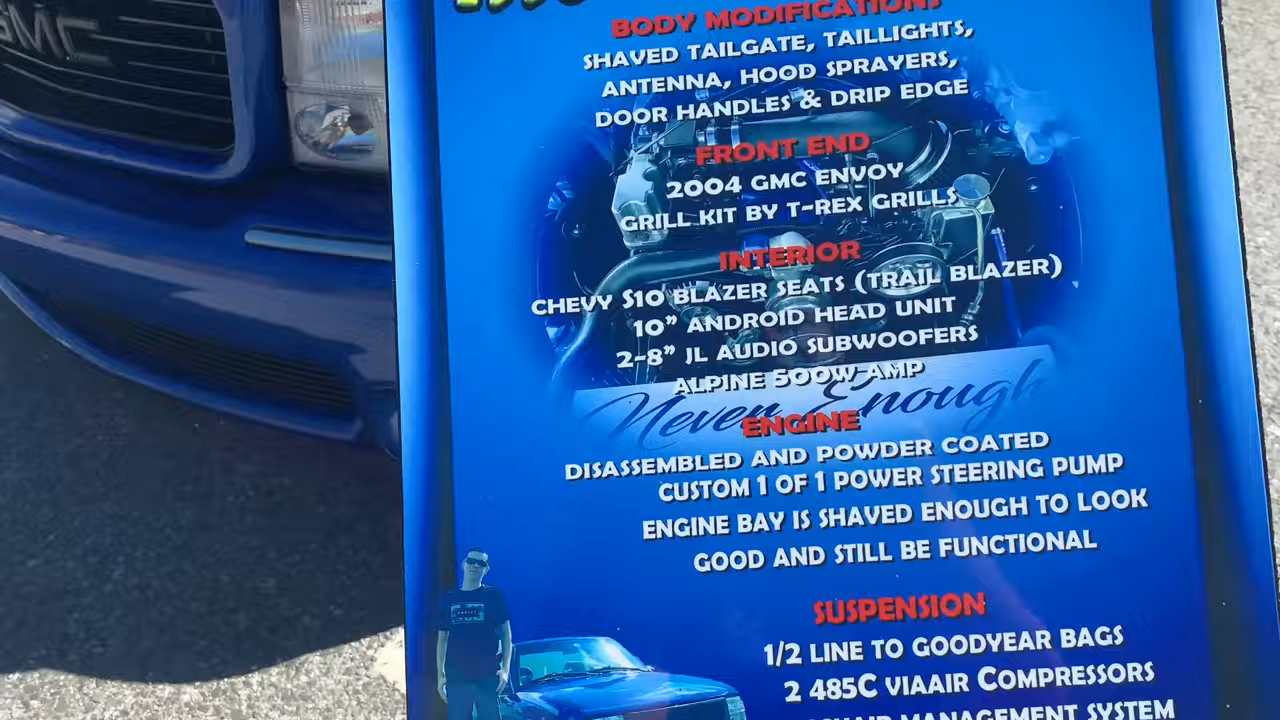 GMC
BODY MODIFICATIONS
SHAVED TAILGATE, TAILLIGHTS,
ANTENNA, HOOD SPRAYERS,
DOOR HANDLES & DRIP EDGE
FRONT END
2004 GMC ENVOY
GRILL KIT BY T-REX GRILLS
INTERIOR
CHEVY S10 BLAZER SEATS (TRAIL BLAZER)
10" ANDROID HEAD UNIT
2-8" JL AUDIO SUBWOOFERS
ALPINE 500W AMP
Never Enough
ENGINE
DISASSEMBLED AND POWDER COATED
CUSTOM 1 OF 1 POWER STEERING PUMP
ENGINE BAY IS SHAVED ENOUGH TO LOOK
GOOD AND STILL BE FUNCTIONAL
SUSPENSION
1/2 LINE TO GOODYEAR BAGS
2 485C VIAAIR COMPRESSORS
MANAGEMENT SYSTEM